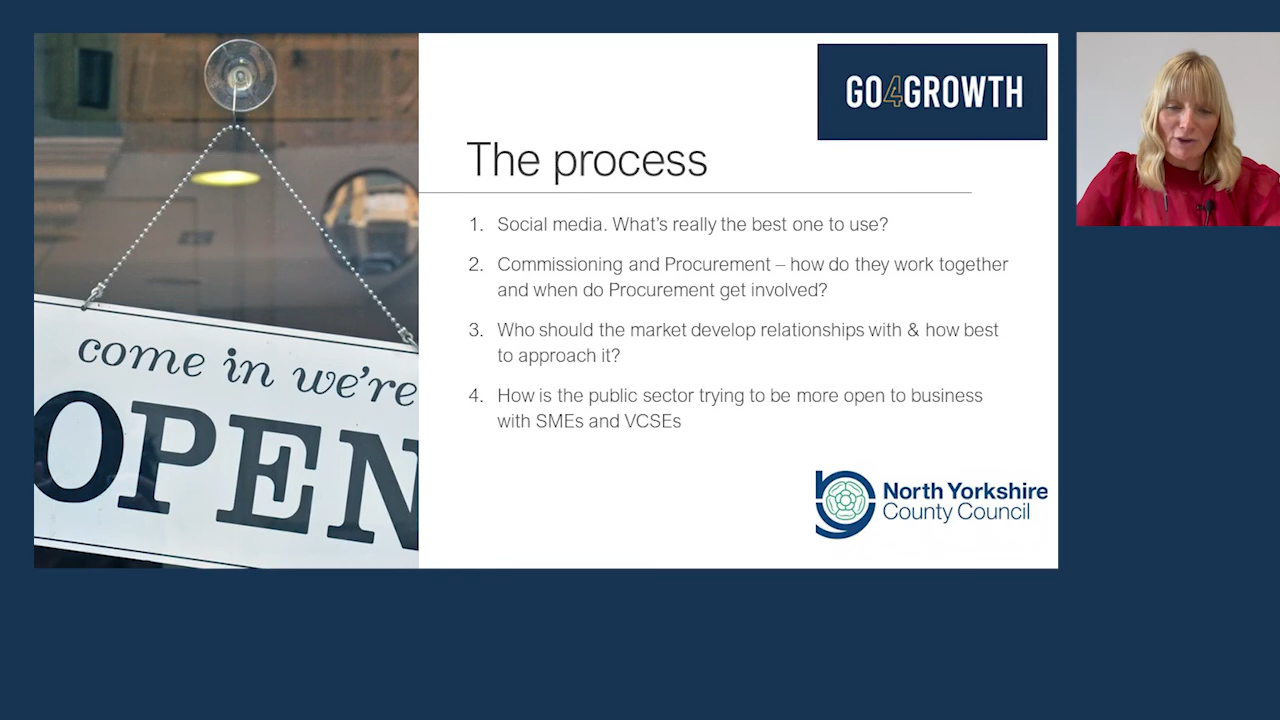 come in we're
OPEN
GO4GROWTH
The process
1. Social media. What's really the best one to use?
2. Commissioning and Procurement – how do they work together
and when do Procurement get involved?
3. Who should the market develop relationships with & how best
to approach it?
4. How is the public sector trying to be more open to business
with SMEs and VCSEs
North Yorkshire
County Council